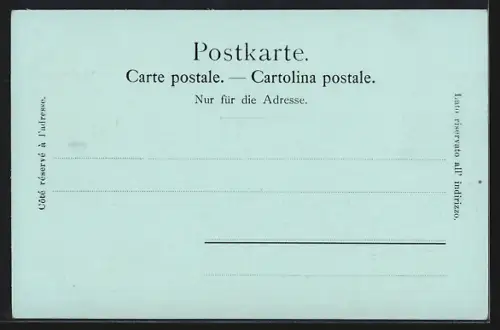 Postkarte.
Carte postale. — Cartolina postale.
Nur für die Adresse.
Côté réservé à l'adresse.
Lato riservato all' indirizzo.